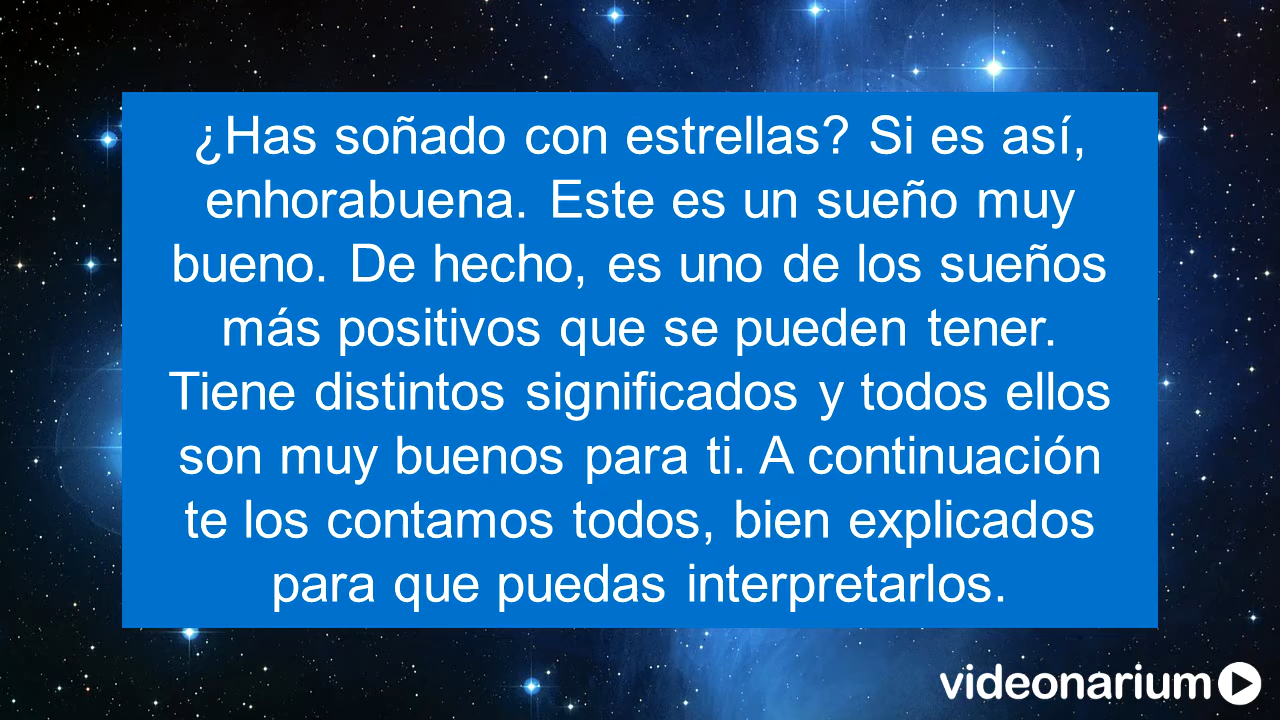 ¿Has soñado con estrellas? Si es así,
enhorabuena. Este es un sueño muy
bueno. De hecho, es uno de los sueños
más positivos que se pueden tener.
Tiene distintos significados y todos ellos
son muy buenos para ti. A continuación
te los contamos todos, bien explicados
para que puedas interpretarlos.
videonarium